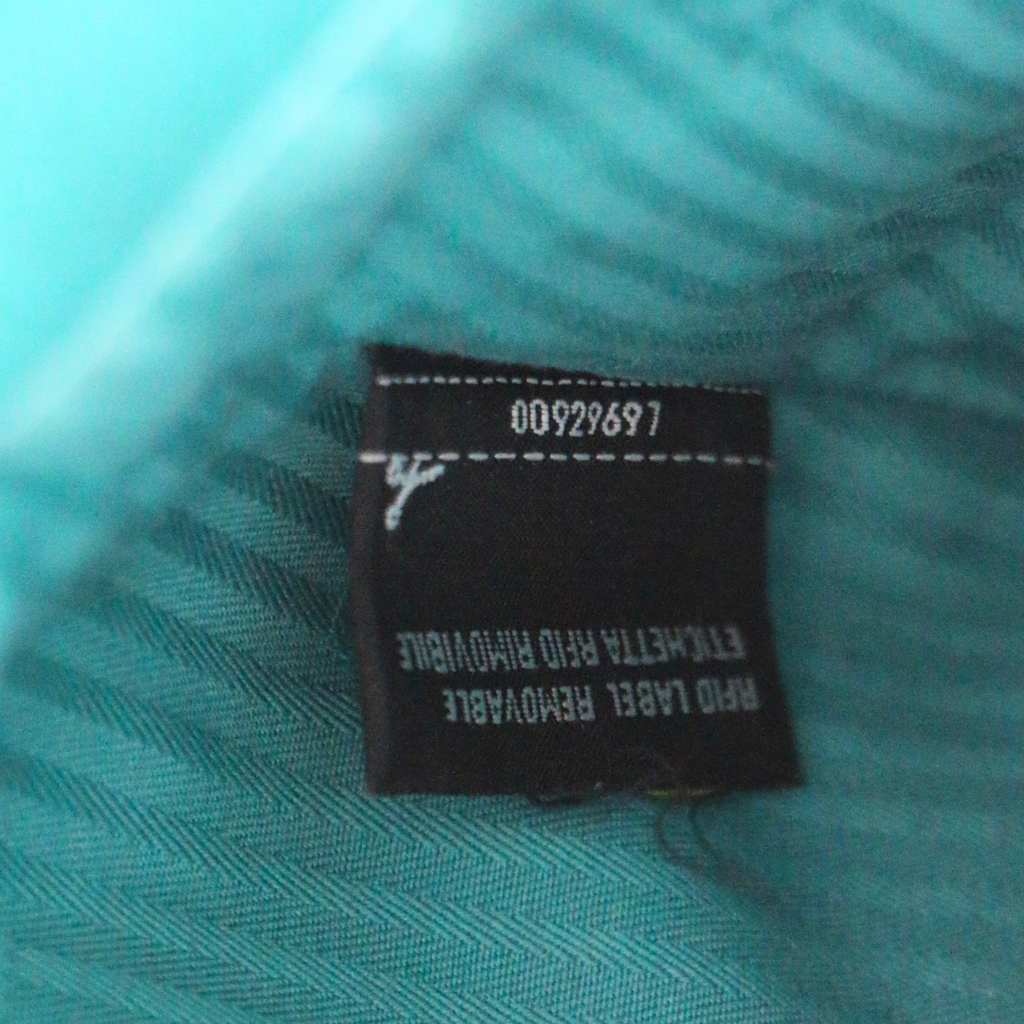 00929697
RFID LABEL REMOVABLE
ETICHETTA RFID RIMOVIBILE